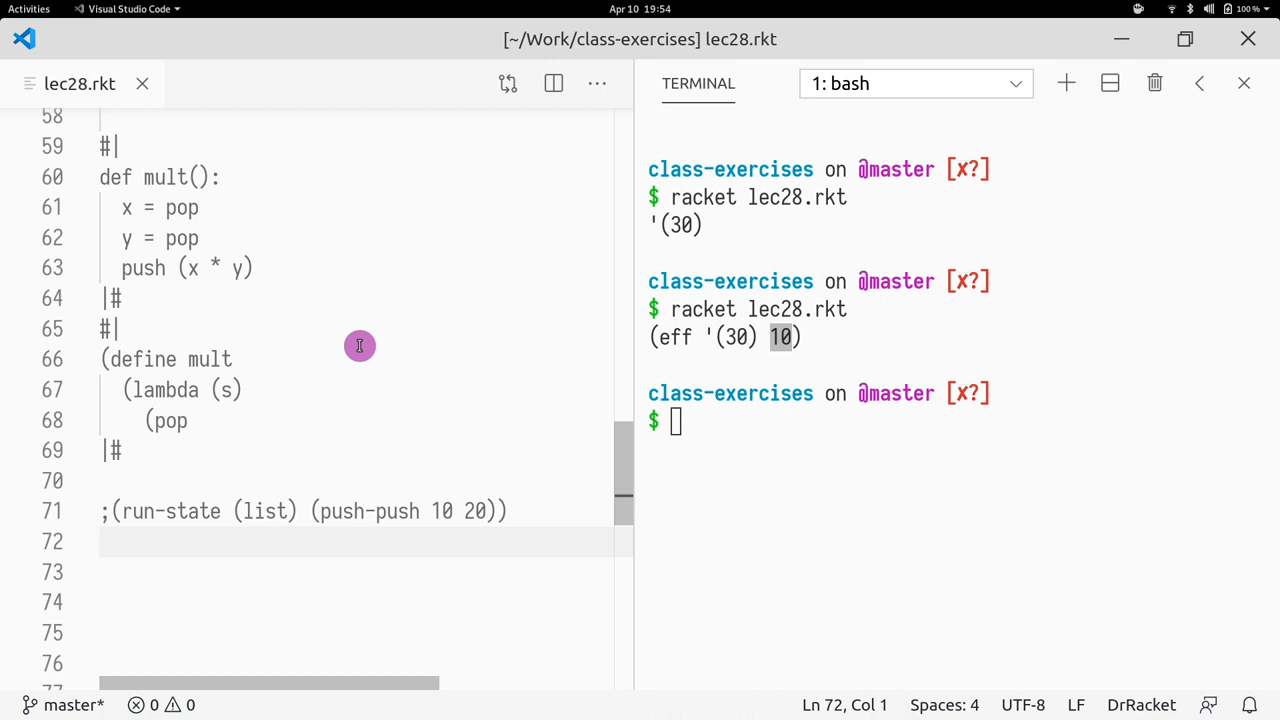 Activities
Visual Studio Code
Apr 10 19:54
100 %
[~/Work/class-exercises] lec28.rkt
lec28.rkt
58
59 #|
60 def mult():
61 x = pop
62 y = pop
63 push (x * y)
64 |#
65 #|
66 (define mult
67 (lambda (s)
68 (pop
69 |#
70
71 ;(run-state (list) (push-push 10 20))
72
73
74
75
76
77
TERMINAL
1: bash
class-exercises on @master [x?]
$ racket lec28.rkt
'(30)
class-exercises on @master [x?]
$ racket lec28.rkt
(eff '(30) 10)
class-exercises on @master [x?]
$
master*
0
0
Ln 72, Col 1
Spaces: 4
UTF-8
LF
DrRacket